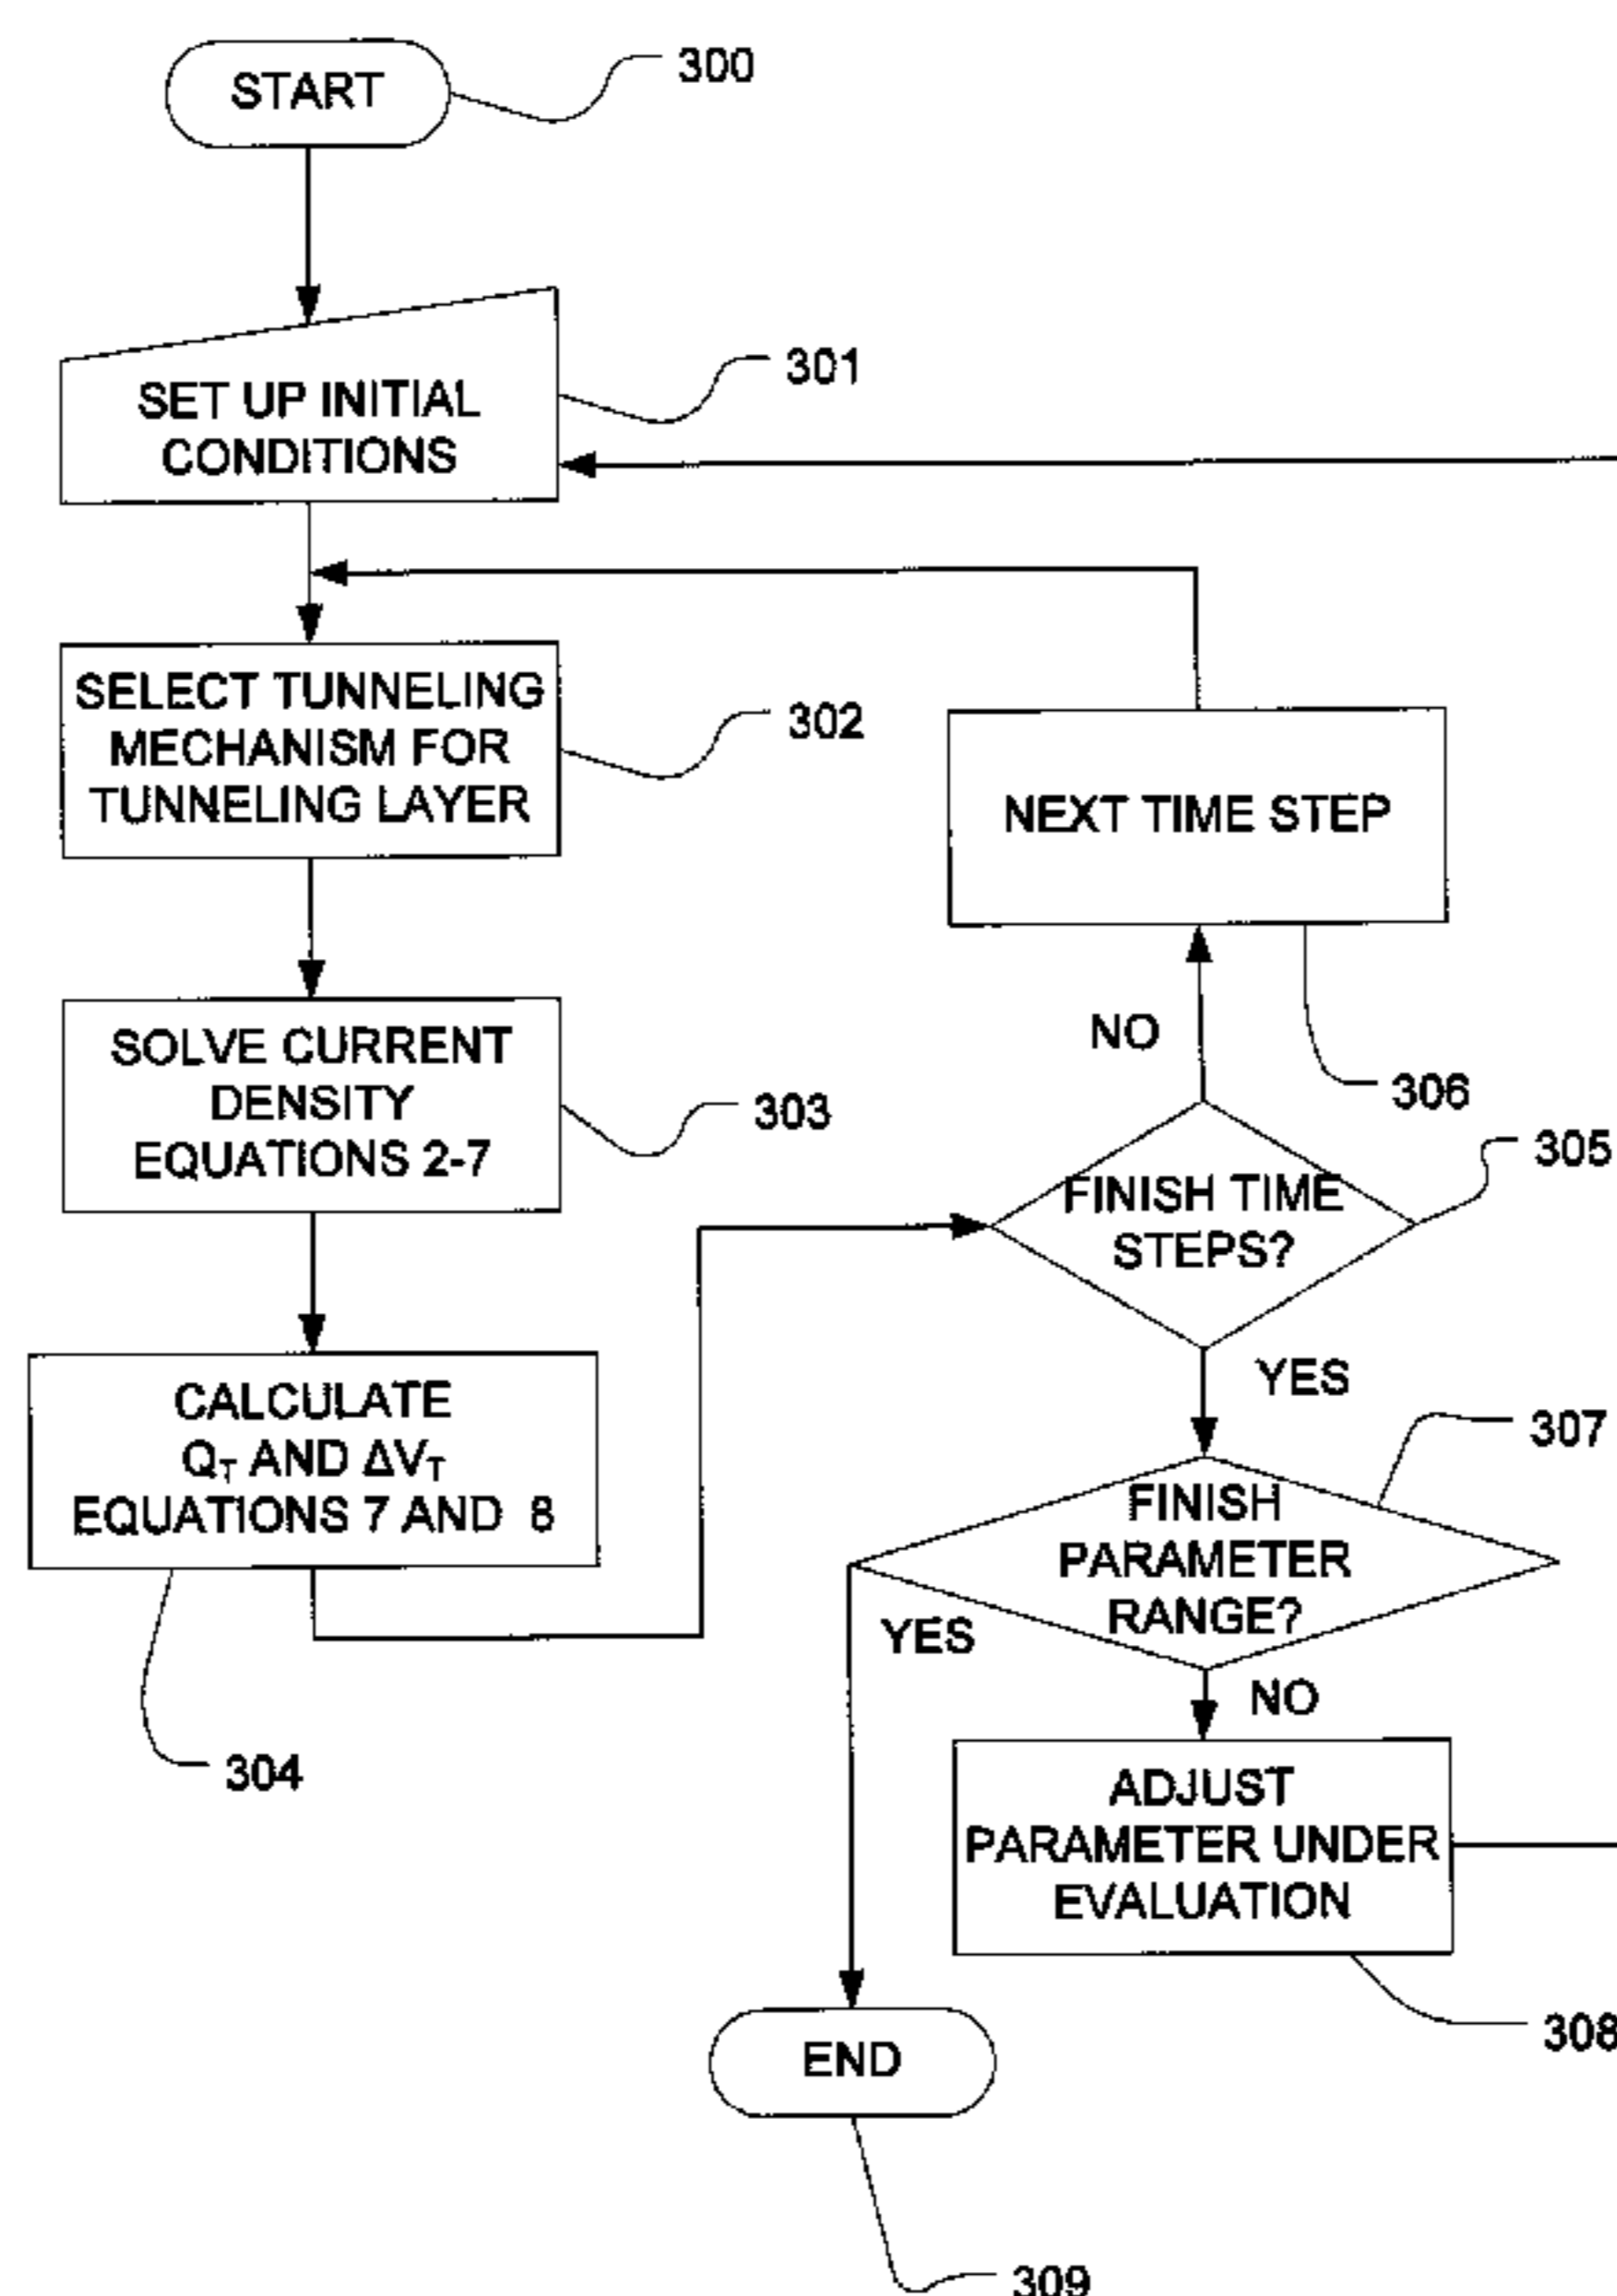 START
300
SET UP INITIAL
CONDITIONS
301
SELECT TUNNELING
MECHANISM FOR
TUNNELING LAYER
302
SOLVE CURRENT
DENSITY
EQUATIONS 2-7
303
CALCULATE
QT AND ΔVT
EQUATIONS 7 AND 8
304
NEXT TIME STEP
306
NO
FINISH TIME
STEPS?
305
YES
FINISH
PARAMETER
RANGE?
307
YES
NO
ADJUST
PARAMETER UNDER
EVALUATION
308
END
309